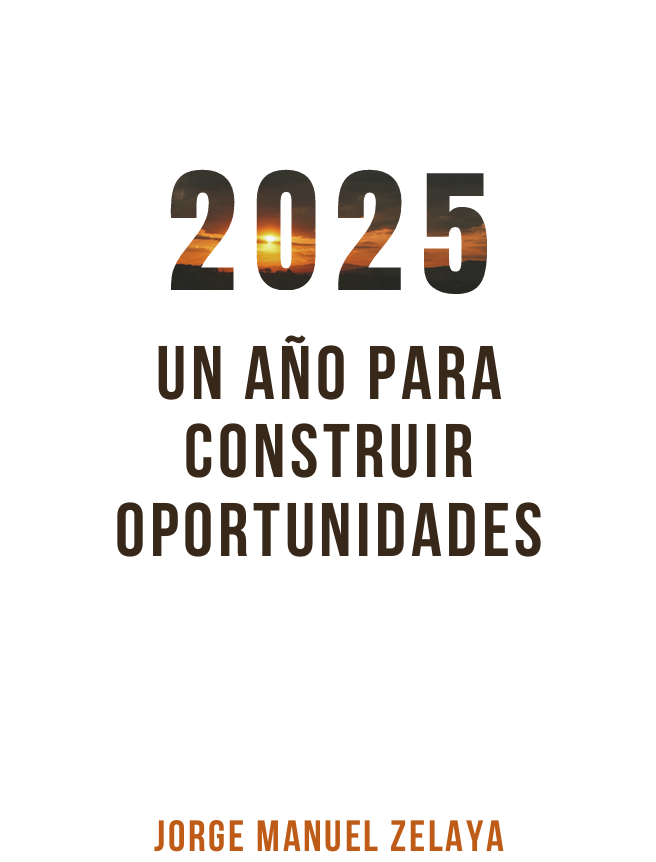 2025
UN AÑO PARA
CONSTRUIR
OPORTUNIDADES
JORGE MANUEL ZELAYA